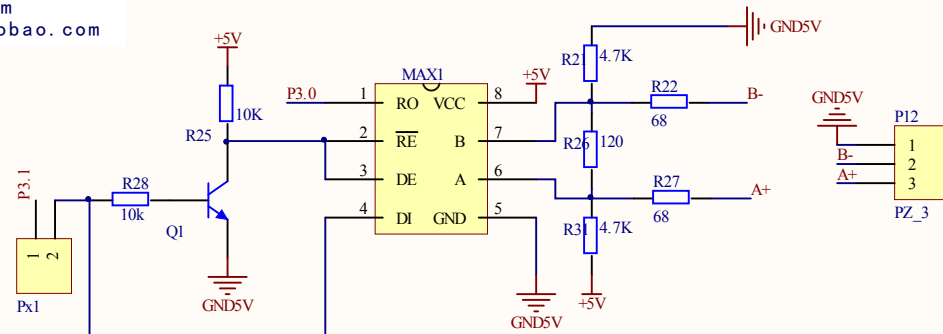 m
obao.com
+5V
10K
R25
P3.0
MAX1
1 RO VCC 8
2 RE B 7
3 DE A 6
4 DI GND 5
+5V
R21
4.7K
GND5V
R22
68
B-
R26
120
R27
68
A+
R31
4.7K
+5V
GND5V
P3.1
R28
10k
Q1
GND5V
1
2
Px1
GND5V
P12
B-
A+
1
2
3
PZ_3